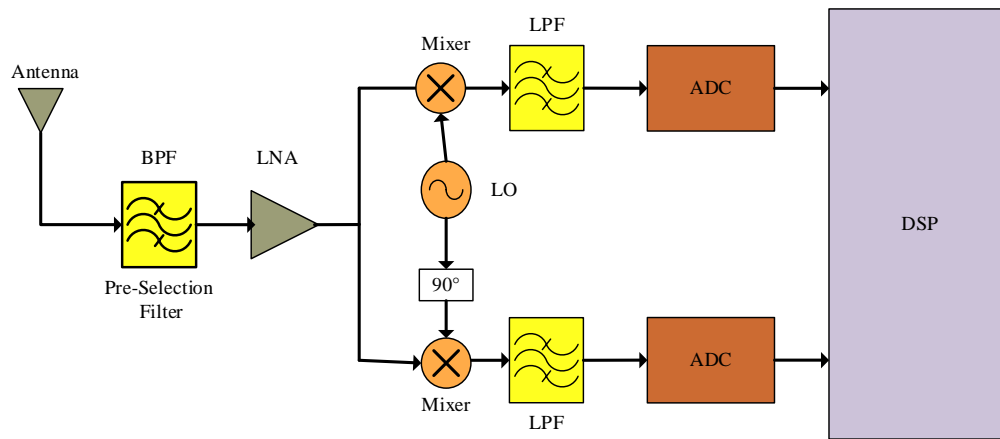 LPF
Mixer
Antenna
ADC
BPF
LNA
LO
DSP
90°
Pre-Selection
Filter
ADC
Mixer
LPF